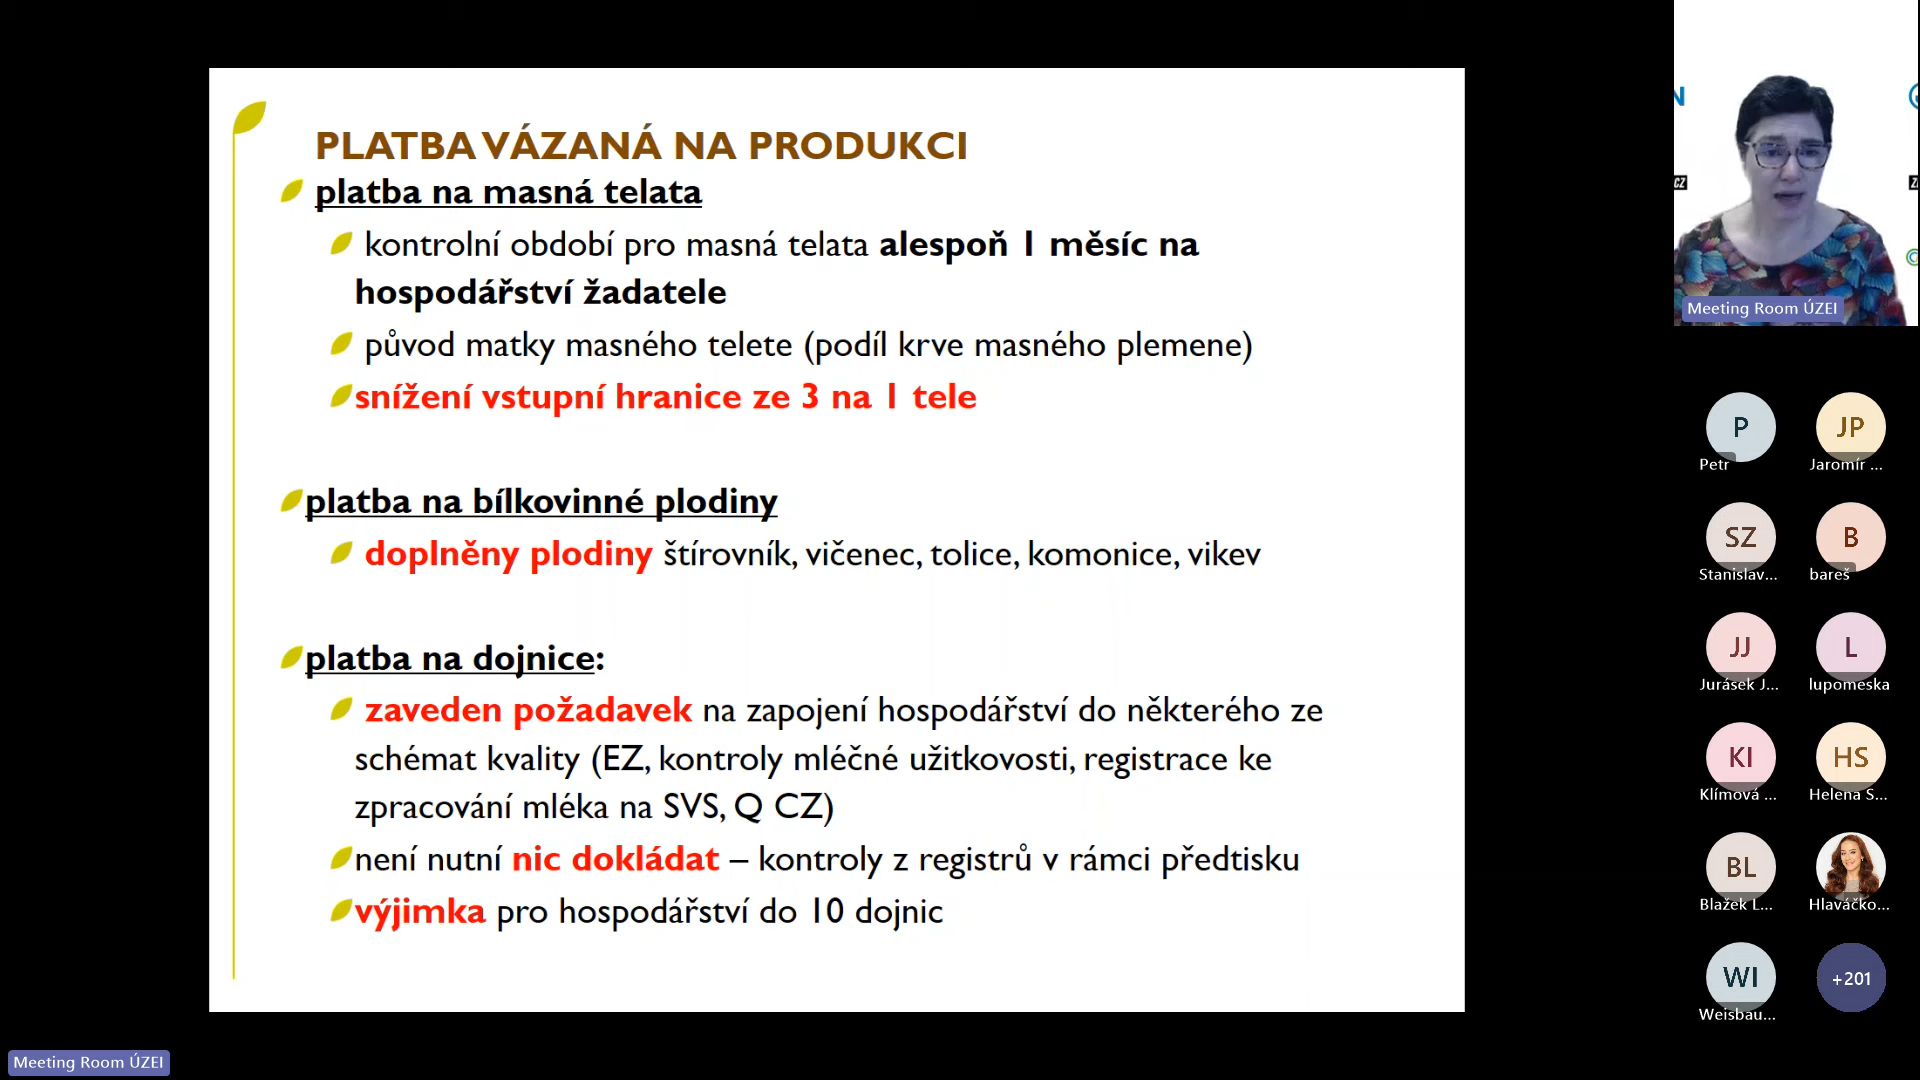 PLATBA VÁZANÁ NA PRODUKCI
platba na masná telata
kontrolní období pro masná telata alespoň 1 měsíc na
hospodářství žadatele
původ matky masného telete (podíl krve masného plemene)
snížení vstupní hranice ze 3 na 1 tele
platba na bílkovinné plodiny
doplněny plodiny štírovník, vičenec, tolice, komonice, vikev
platba na dojnice:
zaveden požadavek na zapojení hospodářství do některého ze
schémat kvality (EZ, kontroly mléčné užitkovosti, registrace ke
zpracování mléka na SVS, Q CZ)
není nutní nic dokládat – kontroly z registrů v rámci předtisku
výjimka pro hospodářství do 10 dojnic
Meeting Room ÚZEI
N
CZ
Meeting Room ÚZEI
P
Petr
JP
Jaromír ...
SZ
Stanislav...
B
bareš
JJ
Jurásek J...
L
lupomeska
KI
Klímová ...
HS
Helena S...
BL
Blažek L...
Hlaváčko...
WI
Weisbau...
+201